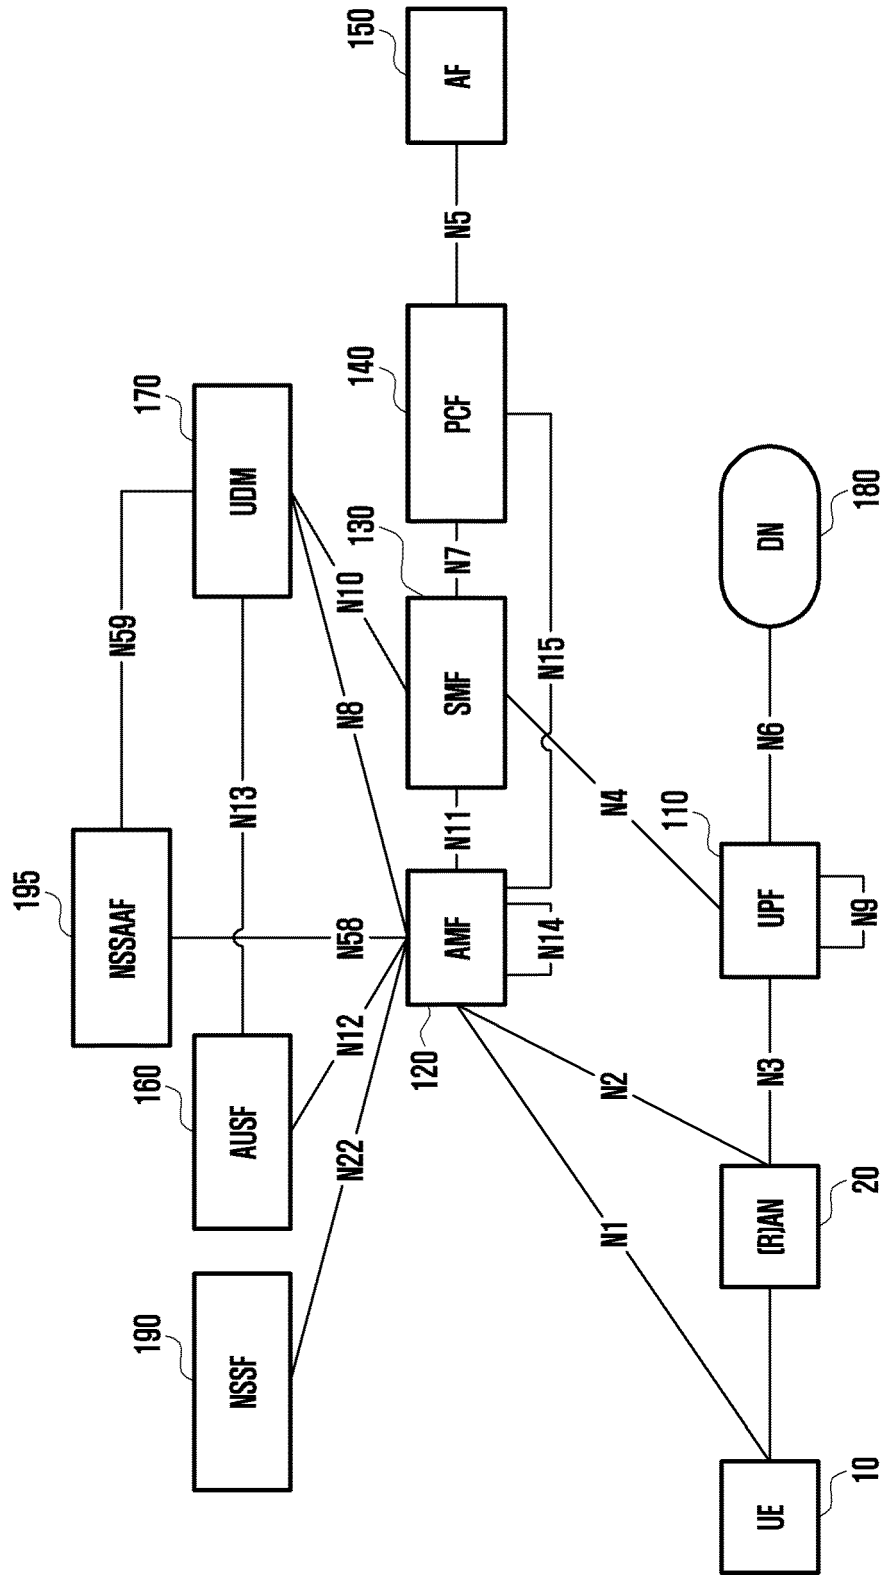 195
NSSAAF
N59
190
NSSF
160
AUSF
N13
170
UDM
N22
N12
N58
N8
N10
120
AMF
N11
SMF
130
N7
PCF
140
N5
AF
150
N14
N15
N1
N2
N4
10
UE
20
(R)AN
N3
110
UPF
N9
N6
DN
180